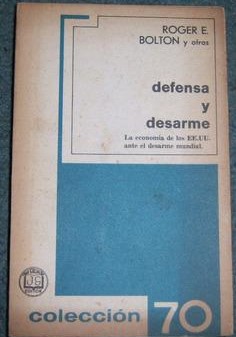 ROGER E.
BOLTON y otros
defensa
y
desarme
La economía de los EE.UU.
ante el desarme mundial.
colección 70